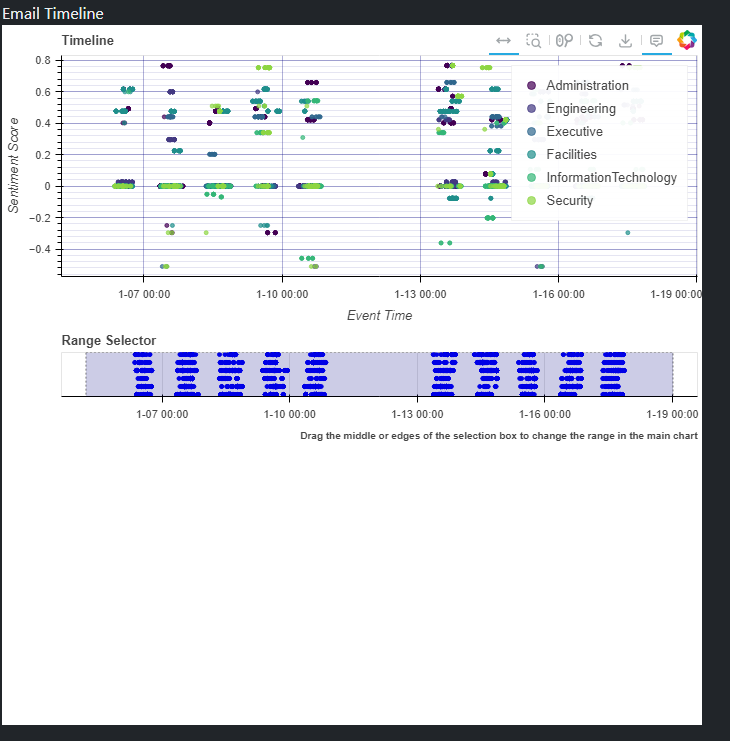 Email Timeline
Timeline
0.8
0.6
0.4
0.2
0
−0.2
−0.4
Sentiment Score
Administration
Engineering
Executive
Facilities
InformationTechnology
Security
1-07 00:00 1-10 00:00 1-13 00:00 1-16 00:00 1-19 00:00
Event Time
Range Selector
1-07 00:00 1-10 00:00 1-13 00:00 1-16 00:00 1-19 00:00
Drag the middle or edges of the selection box to change the range in the main chart